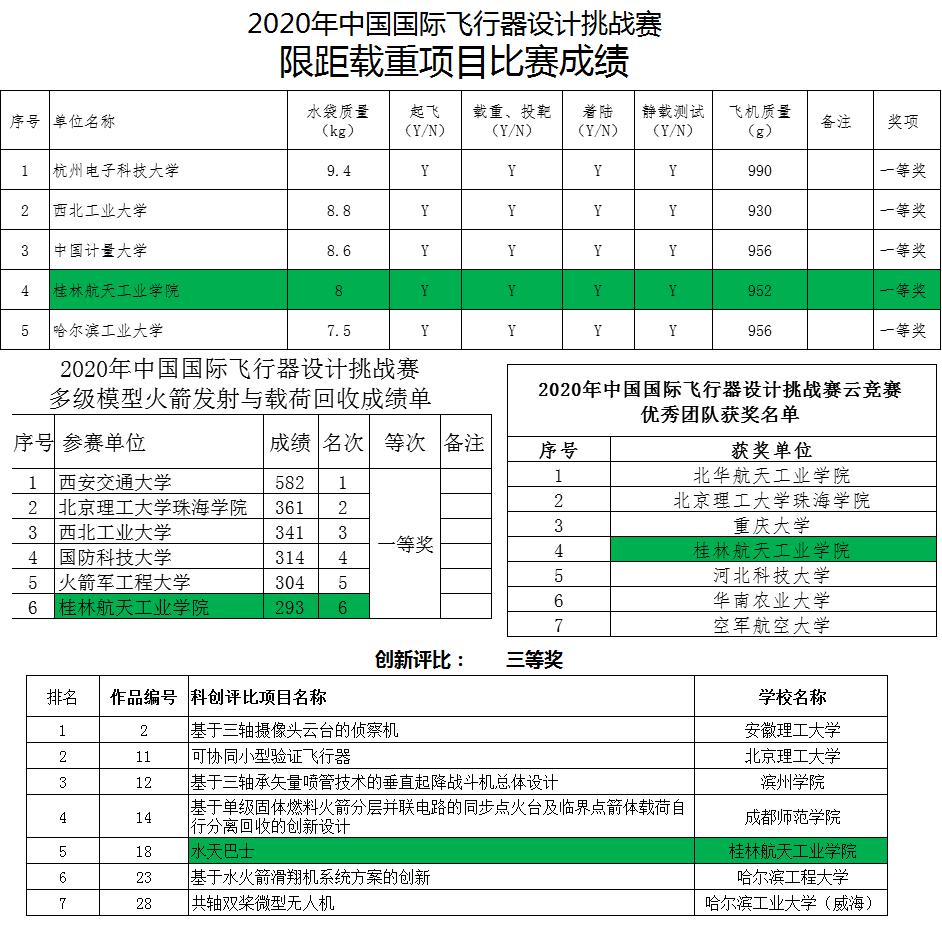 2020年中国国际飞行器设计挑战赛
限距载重项目比赛成绩
序号 单位名称 水袋质量（kg） 起飞（Y/N） 载重、投靶（Y/N） 着陆（Y/N） 静载测试（Y/N） 飞机质量（g） 备注 奖项
1 杭州电子科技大学 9.4 Y Y Y Y 990 一等奖
2 西北工业大学 8.8 Y Y Y Y 930 一等奖
3 中国计量大学 8.6 Y Y Y Y 956 一等奖
4 桂林航天工业学院 8 Y Y Y Y 952 一等奖
5 哈尔滨工业大学 7.5 Y Y Y Y 956 一等奖
2020年中国国际飞行器设计挑战赛
多级模型火箭发射与载荷回收成绩单
序号 参赛单位 成绩 名次 等次 备注
1 西安交通大学 582 1
2 北京理工大学珠海学院 361 2
3 西北工业大学 341 3
一等奖
4 国防科技大学 314 4
5 火箭军工程大学 304 5
6 桂林航天工业学院 293 6
2020年中国国际飞行器设计挑战赛云竞赛
优秀团队获奖名单
序号 获奖单位
1 北华航天工业学院
2 北京理工大学珠海学院
3 重庆大学
4 桂林航天工业学院
5 河北科技大学
6 华南农业大学
7 空军航空大学
创新评比： 三等奖
排名 作品编号 科创评比项目名称 学校名称
1 2 基于三轴摄像头云台的侦察机 安徽理工大学
2 11 可协同小型验证飞行器 北京理工大学
3 12 基于三轴承矢量喷管技术的垂直起降战斗机总体设计 滨州学院
4 14 基于单级固体燃料火箭分层并联电路的同步点火台及临界点箭体载荷自
行分离回收的创新设计 成都师范学院
5 18 水天巴士 桂林航天工业学院
6 23 基于水火箭滑翔机系统方案的创新 哈尔滨工程大学
7 28 共轴双桨微型无人机 哈尔滨工业大学（威海）